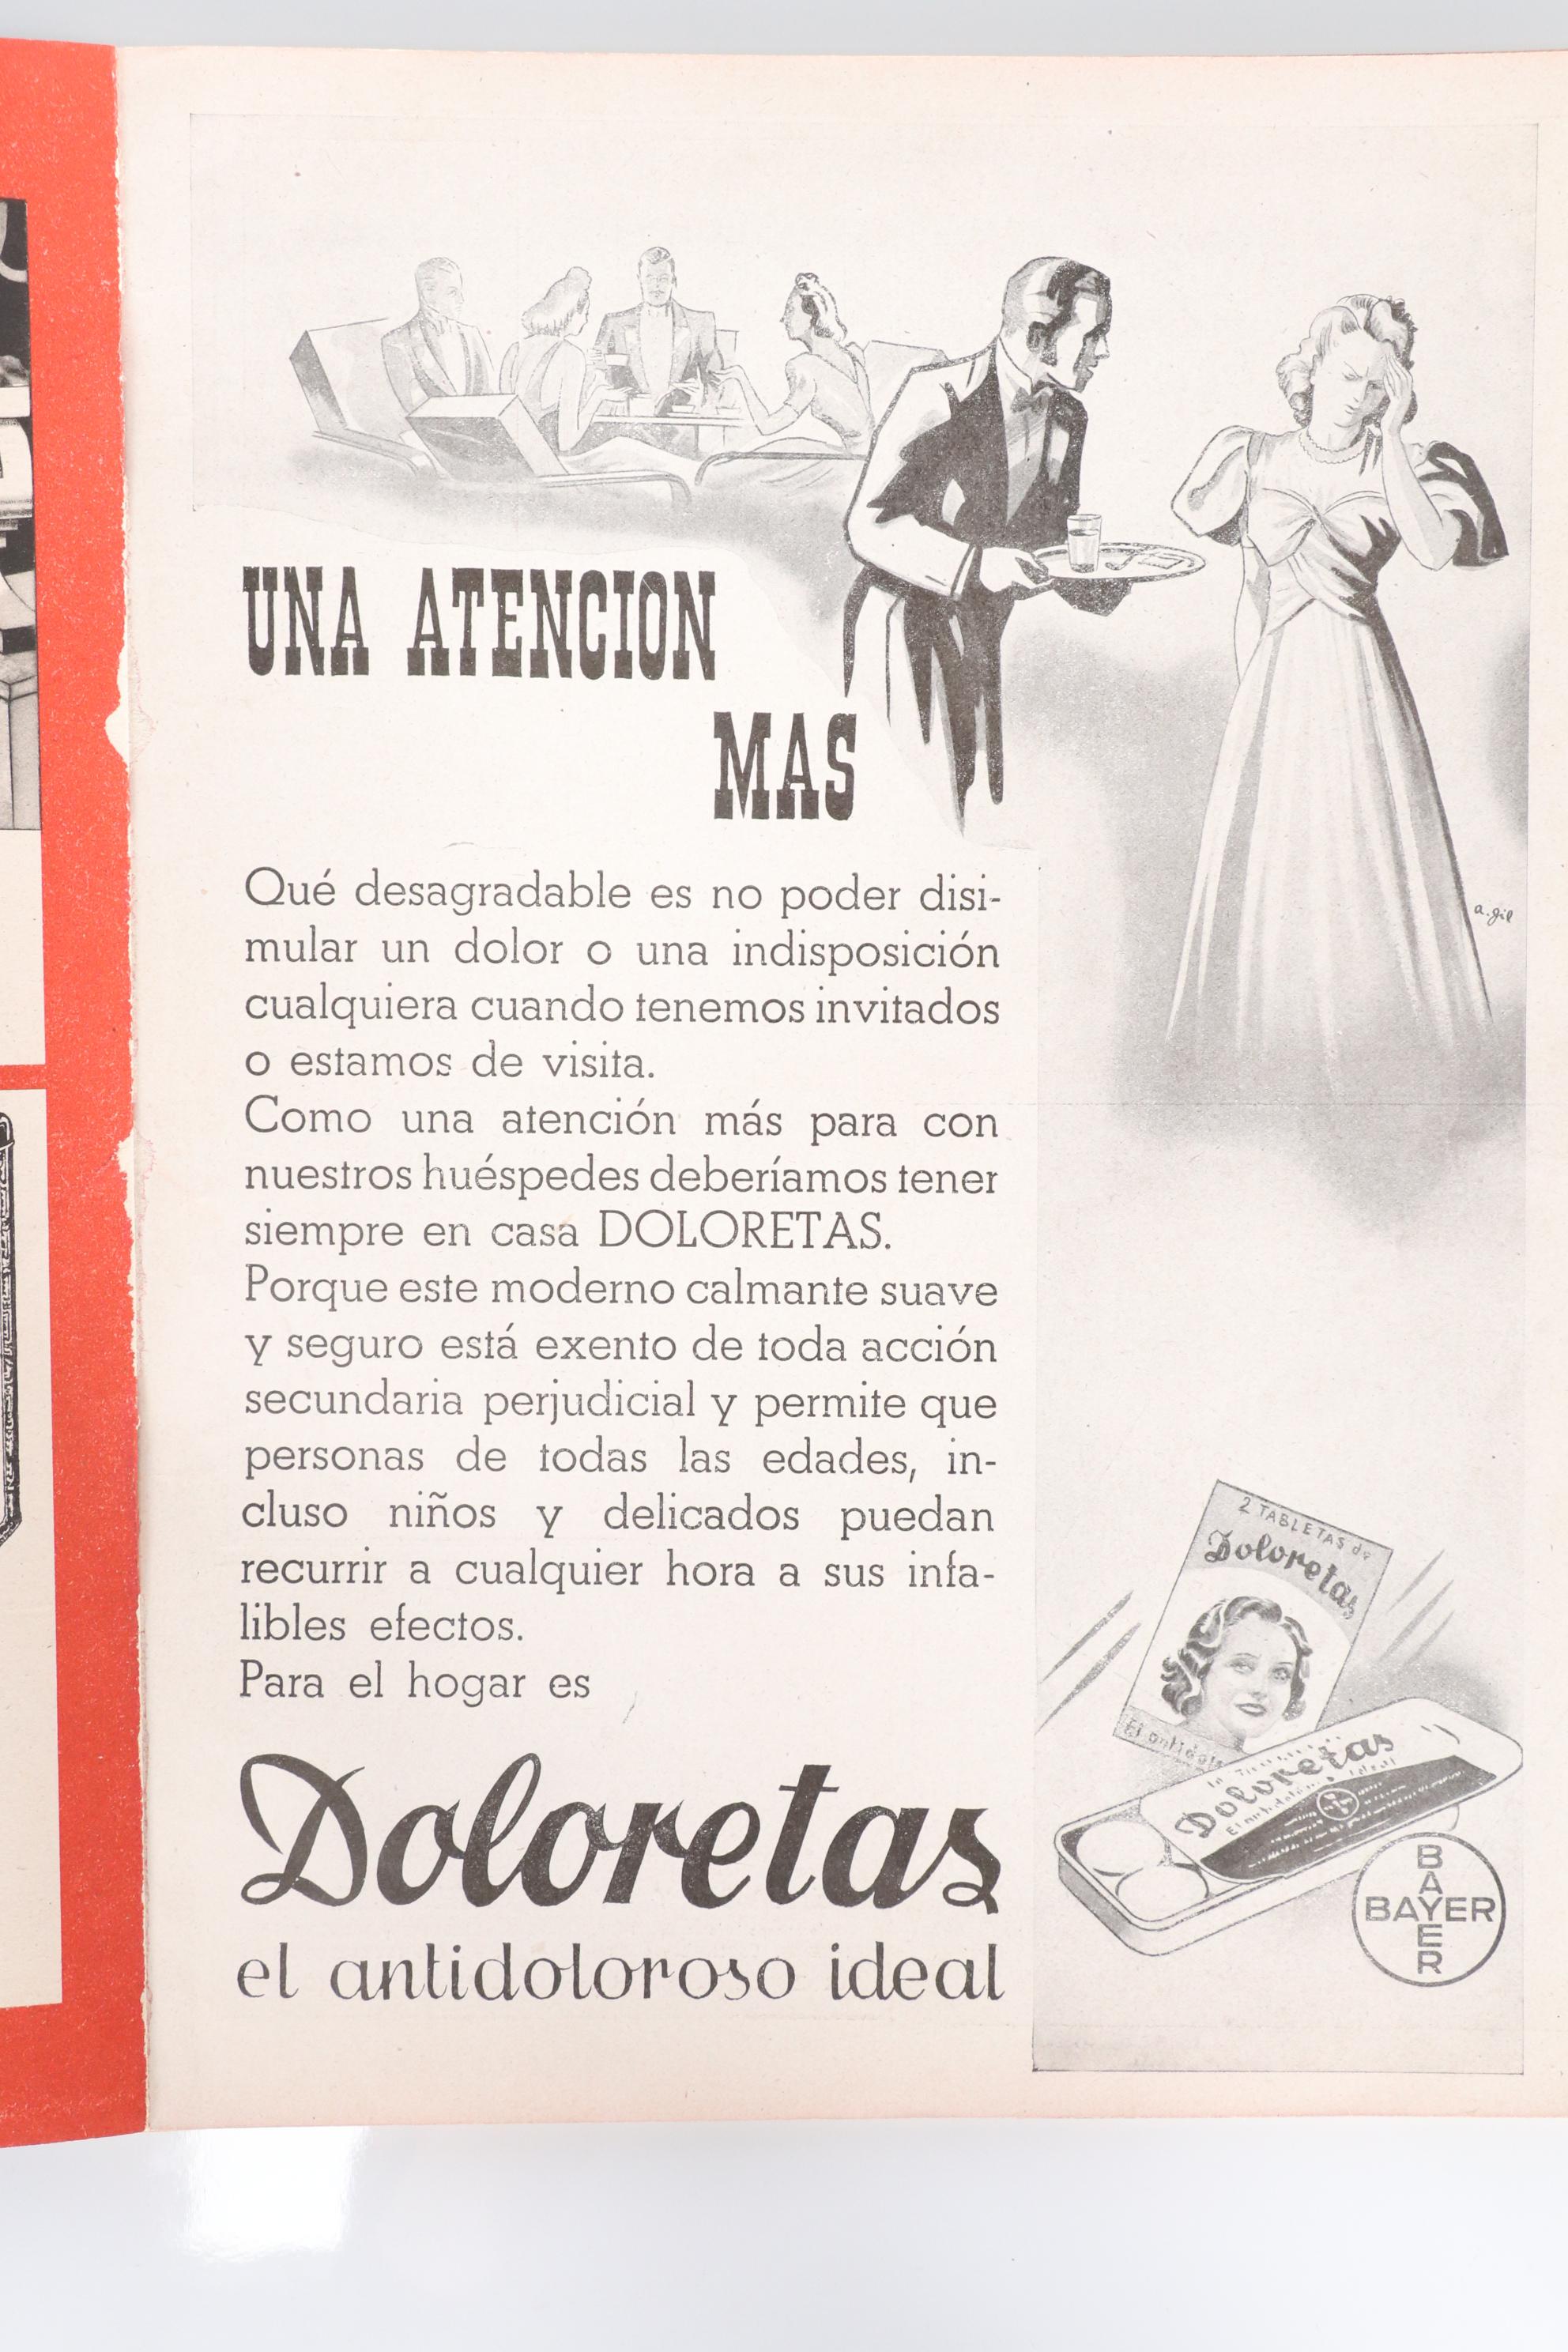 UNA ATENCION
MAS
a. gil
Qué desagradable es no poder disi-
mular un dolor o una indisposición
cualquiera cuando tenemos invitados
o estamos de visita.
Como una atención más para con
nuestros huéspedes deberíamos tener
siempre en casa DOLORETAS.
Porque este moderno calmante suave
y seguro está exento de toda acción
secundaria perjudicial y permite que
personas de todas las edades, in-
cluso niños y delicados puedan
recurrir a cualquier hora a sus infa-
libles efectos.
Para el hogar es
Doloretas
el antidoloroso ideal
2 TABLETAS de
Doloretas
El antidolo
Doloretas
BAYER
BAYER